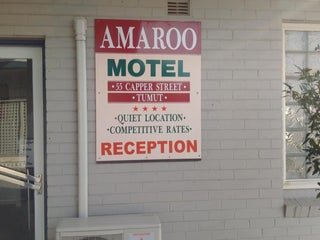 AMAROO
MOTEL
· 55 CAPPER STREET ·
· TUMUT ·
★ ★ ★ ★
· QUIET LOCATION ·
· COMPETITIVE RATES ·
RECEPTION